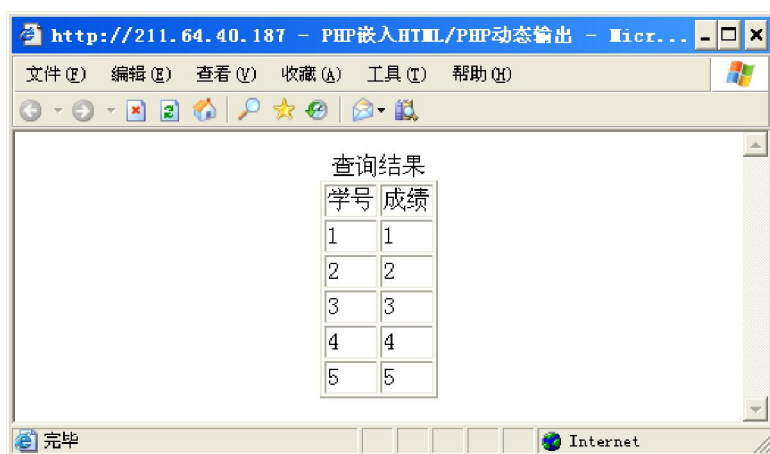 http://211.64.40.187 - PHP嵌入HTML/PHP动态输出 - Micr...
文件(F) 编辑(E) 查看(V) 收藏(A) 工具(T) 帮助(H)
查询结果
学号 成绩
1 1
2 2
3 3
4 4
5 5
完毕 Internet